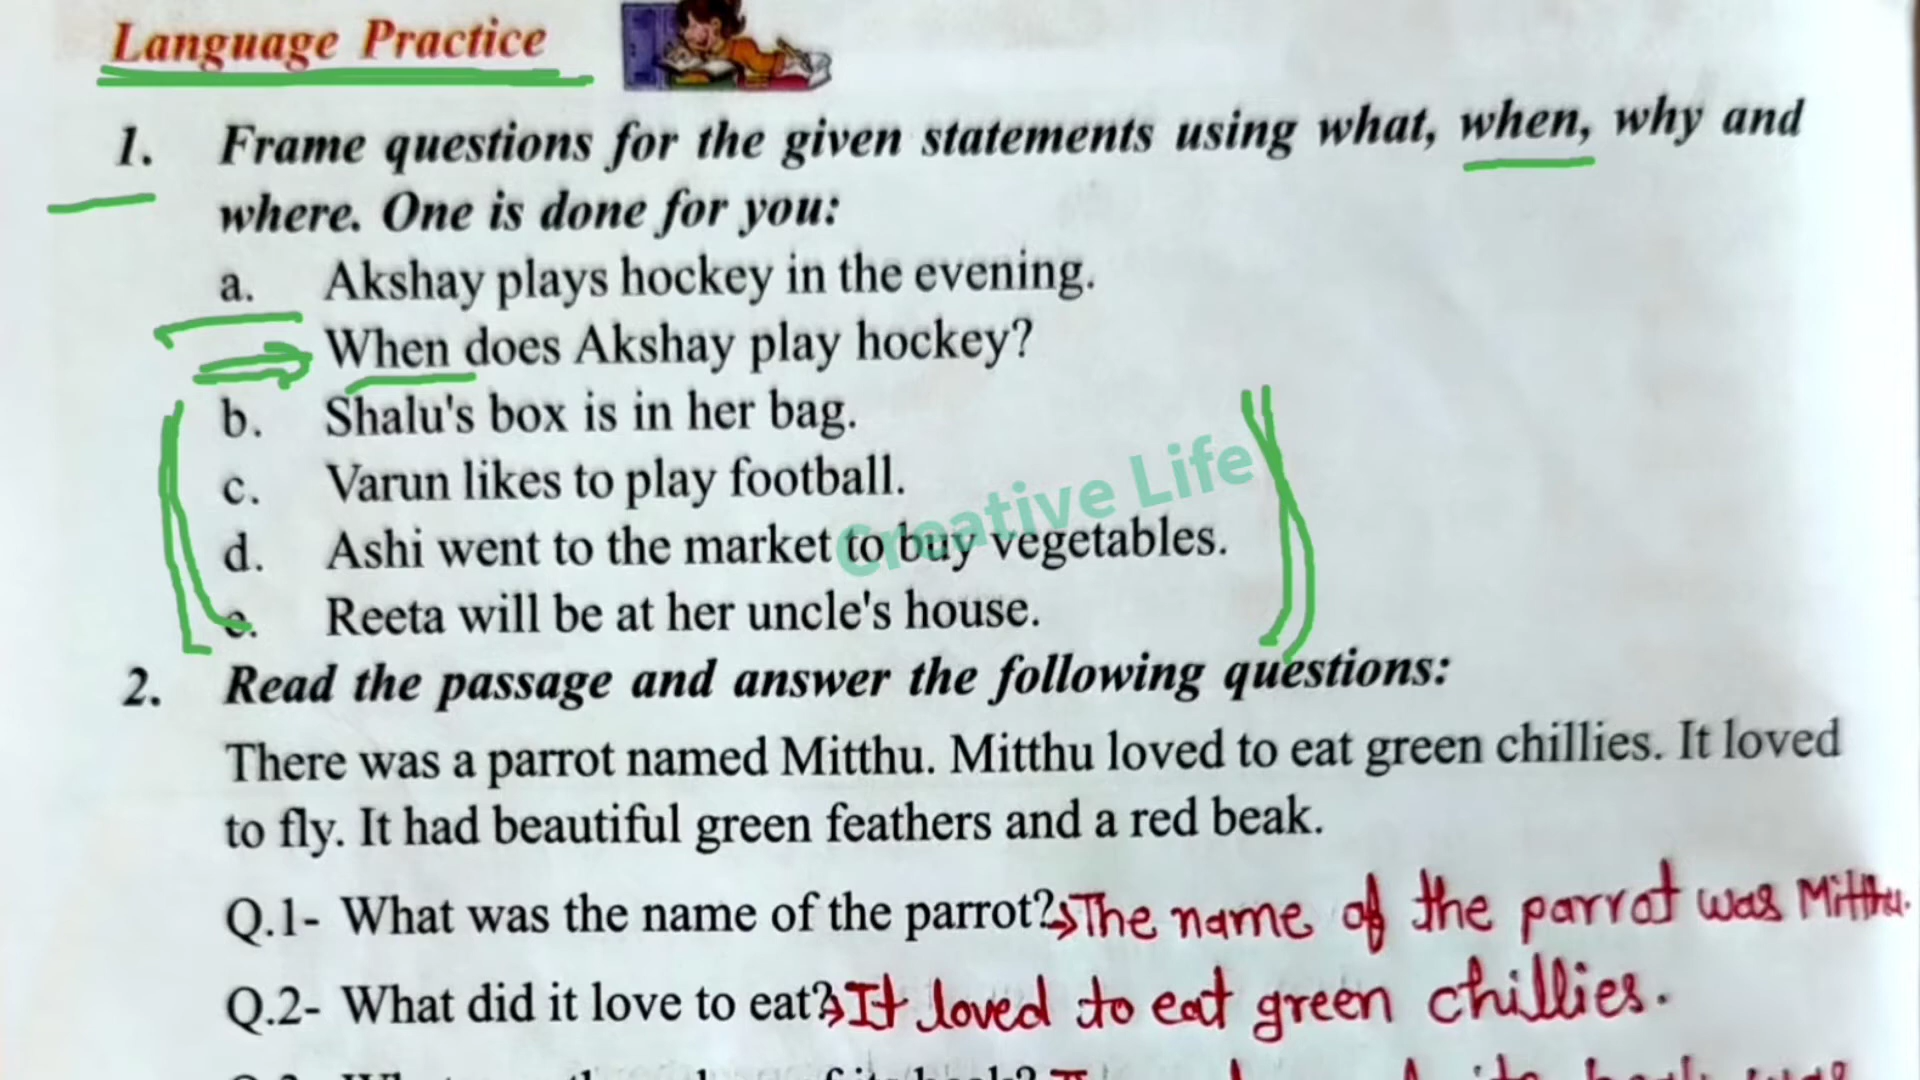 Language Practice
1. Frame questions for the given statements using what, when, why and
where. One is done for you:
a. Akshay plays hockey in the evening.
When does Akshay play hockey?
b. Shalu's box is in her bag.
c. Varun likes to play football.
d. Ashi went to the market to buy vegetables.
e. Reeta will be at her uncle's house.
Creative Life
2. Read the passage and answer the following questions:
There was a parrot named Mitthu. Mitthu loved to eat green chillies. It loved
to fly. It had beautiful green feathers and a red beak.
Q.1- What was the name of the parrot? The name of the parrot was Mitthu.
Q.2- What did it love to eat? It loved to eat green chillies.